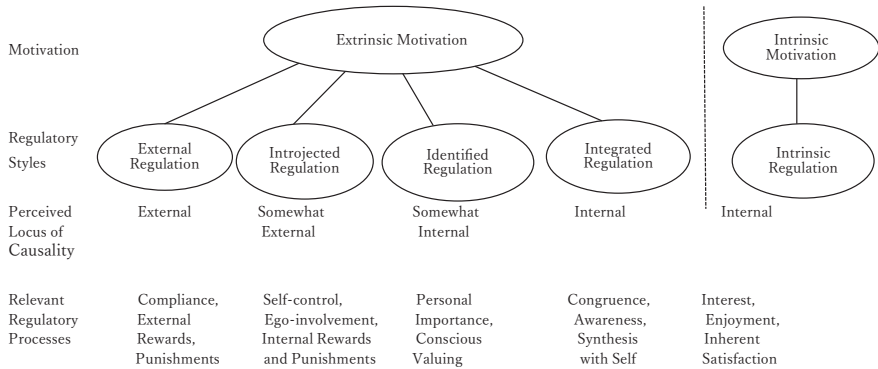 Motivation
Extrinsic Motivation
Intrinsic
Motivation
Regulatory
Styles
External
Regulation
Introjected
Regulation
Identified
Regulation
Integrated
Regulation
Intrinsic
Regulation
Perceived
Locus of
Causality
External
Somewhat
External
Somewhat
Internal
Internal
Internal
Relevant
Regulatory
Processes
Compliance,
External
Rewards,
Punishments
Self-control,
Ego-involvement,
Internal Rewards
and Punishments
Personal
Importance,
Conscious
Valuing
Congruence,
Awareness,
Synthesis
with Self
Interest,
Enjoyment,
Inherent
Satisfaction